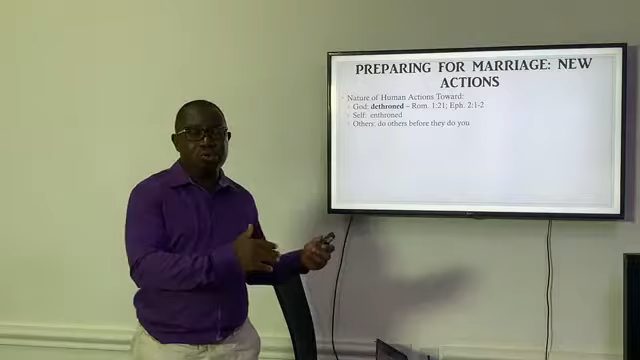 PREPARING FOR MARRIAGE: NEW
ACTIONS
Nature of Human Actions Toward:
God: dethroned – Rom. 1:21; Eph. 2:1-2
Self: enthroned
Others: do others before they do you